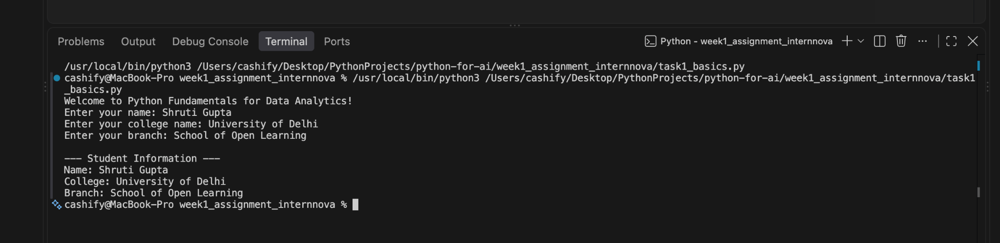 Problems Output Debug Console Terminal Ports Python - week1_assignment_internnova
/usr/local/bin/python3 /Users/cashify/Desktop/PythonProjects/python-for-ai/week1_assignment_internnova/task1_basics.py
cashify@MacBook-Pro week1_assignment_internnova % /usr/local/bin/python3 /Users/cashify/Desktop/PythonProjects/python-for-ai/week1_assignment_internnova/task1
_basics.py
Welcome to Python Fundamentals for Data Analytics!
Enter your name: Shruti Gupta
Enter your college name: University of Delhi
Enter your branch: School of Open Learning
--- Student Information ---
Name: Shruti Gupta
College: University of Delhi
Branch: School of Open Learning
cashify@MacBook-Pro week1_assignment_internnova %